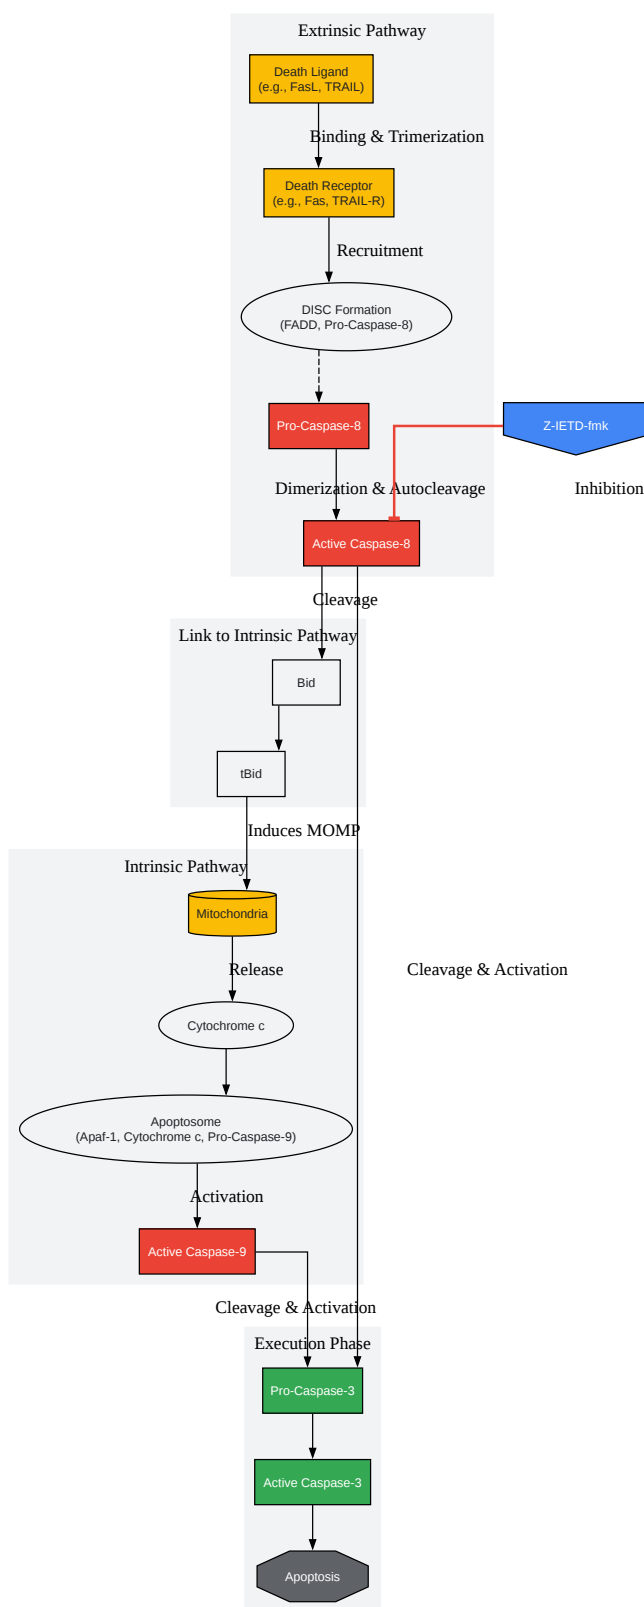 Extrinsic Pathway
Death Ligand
(e.g., FasL, TRAIL)
Binding & Trimerization
Death Receptor
(e.g., Fas, TRAIL-R)
Recruitment
DISC Formation
(FADD, Pro-Caspase-8)
Pro-Caspase-8
Z-IETD-fmk
Dimerization & Autocleavage
Inhibition
Active Caspase-8
Cleavage
Link to Intrinsic Pathway
Bid
tBid
Induces MOMP
Intrinsic Pathway
Mitochondria
Release
Cleavage & Activation
Cytochrome c
Apoptosome
(Apaf-1, Cytochrome c, Pro-Caspase-9)
Activation
Active Caspase-9
Cleavage & Activation
Execution Phase
Pro-Caspase-3
Active Caspase-3
Apoptosis